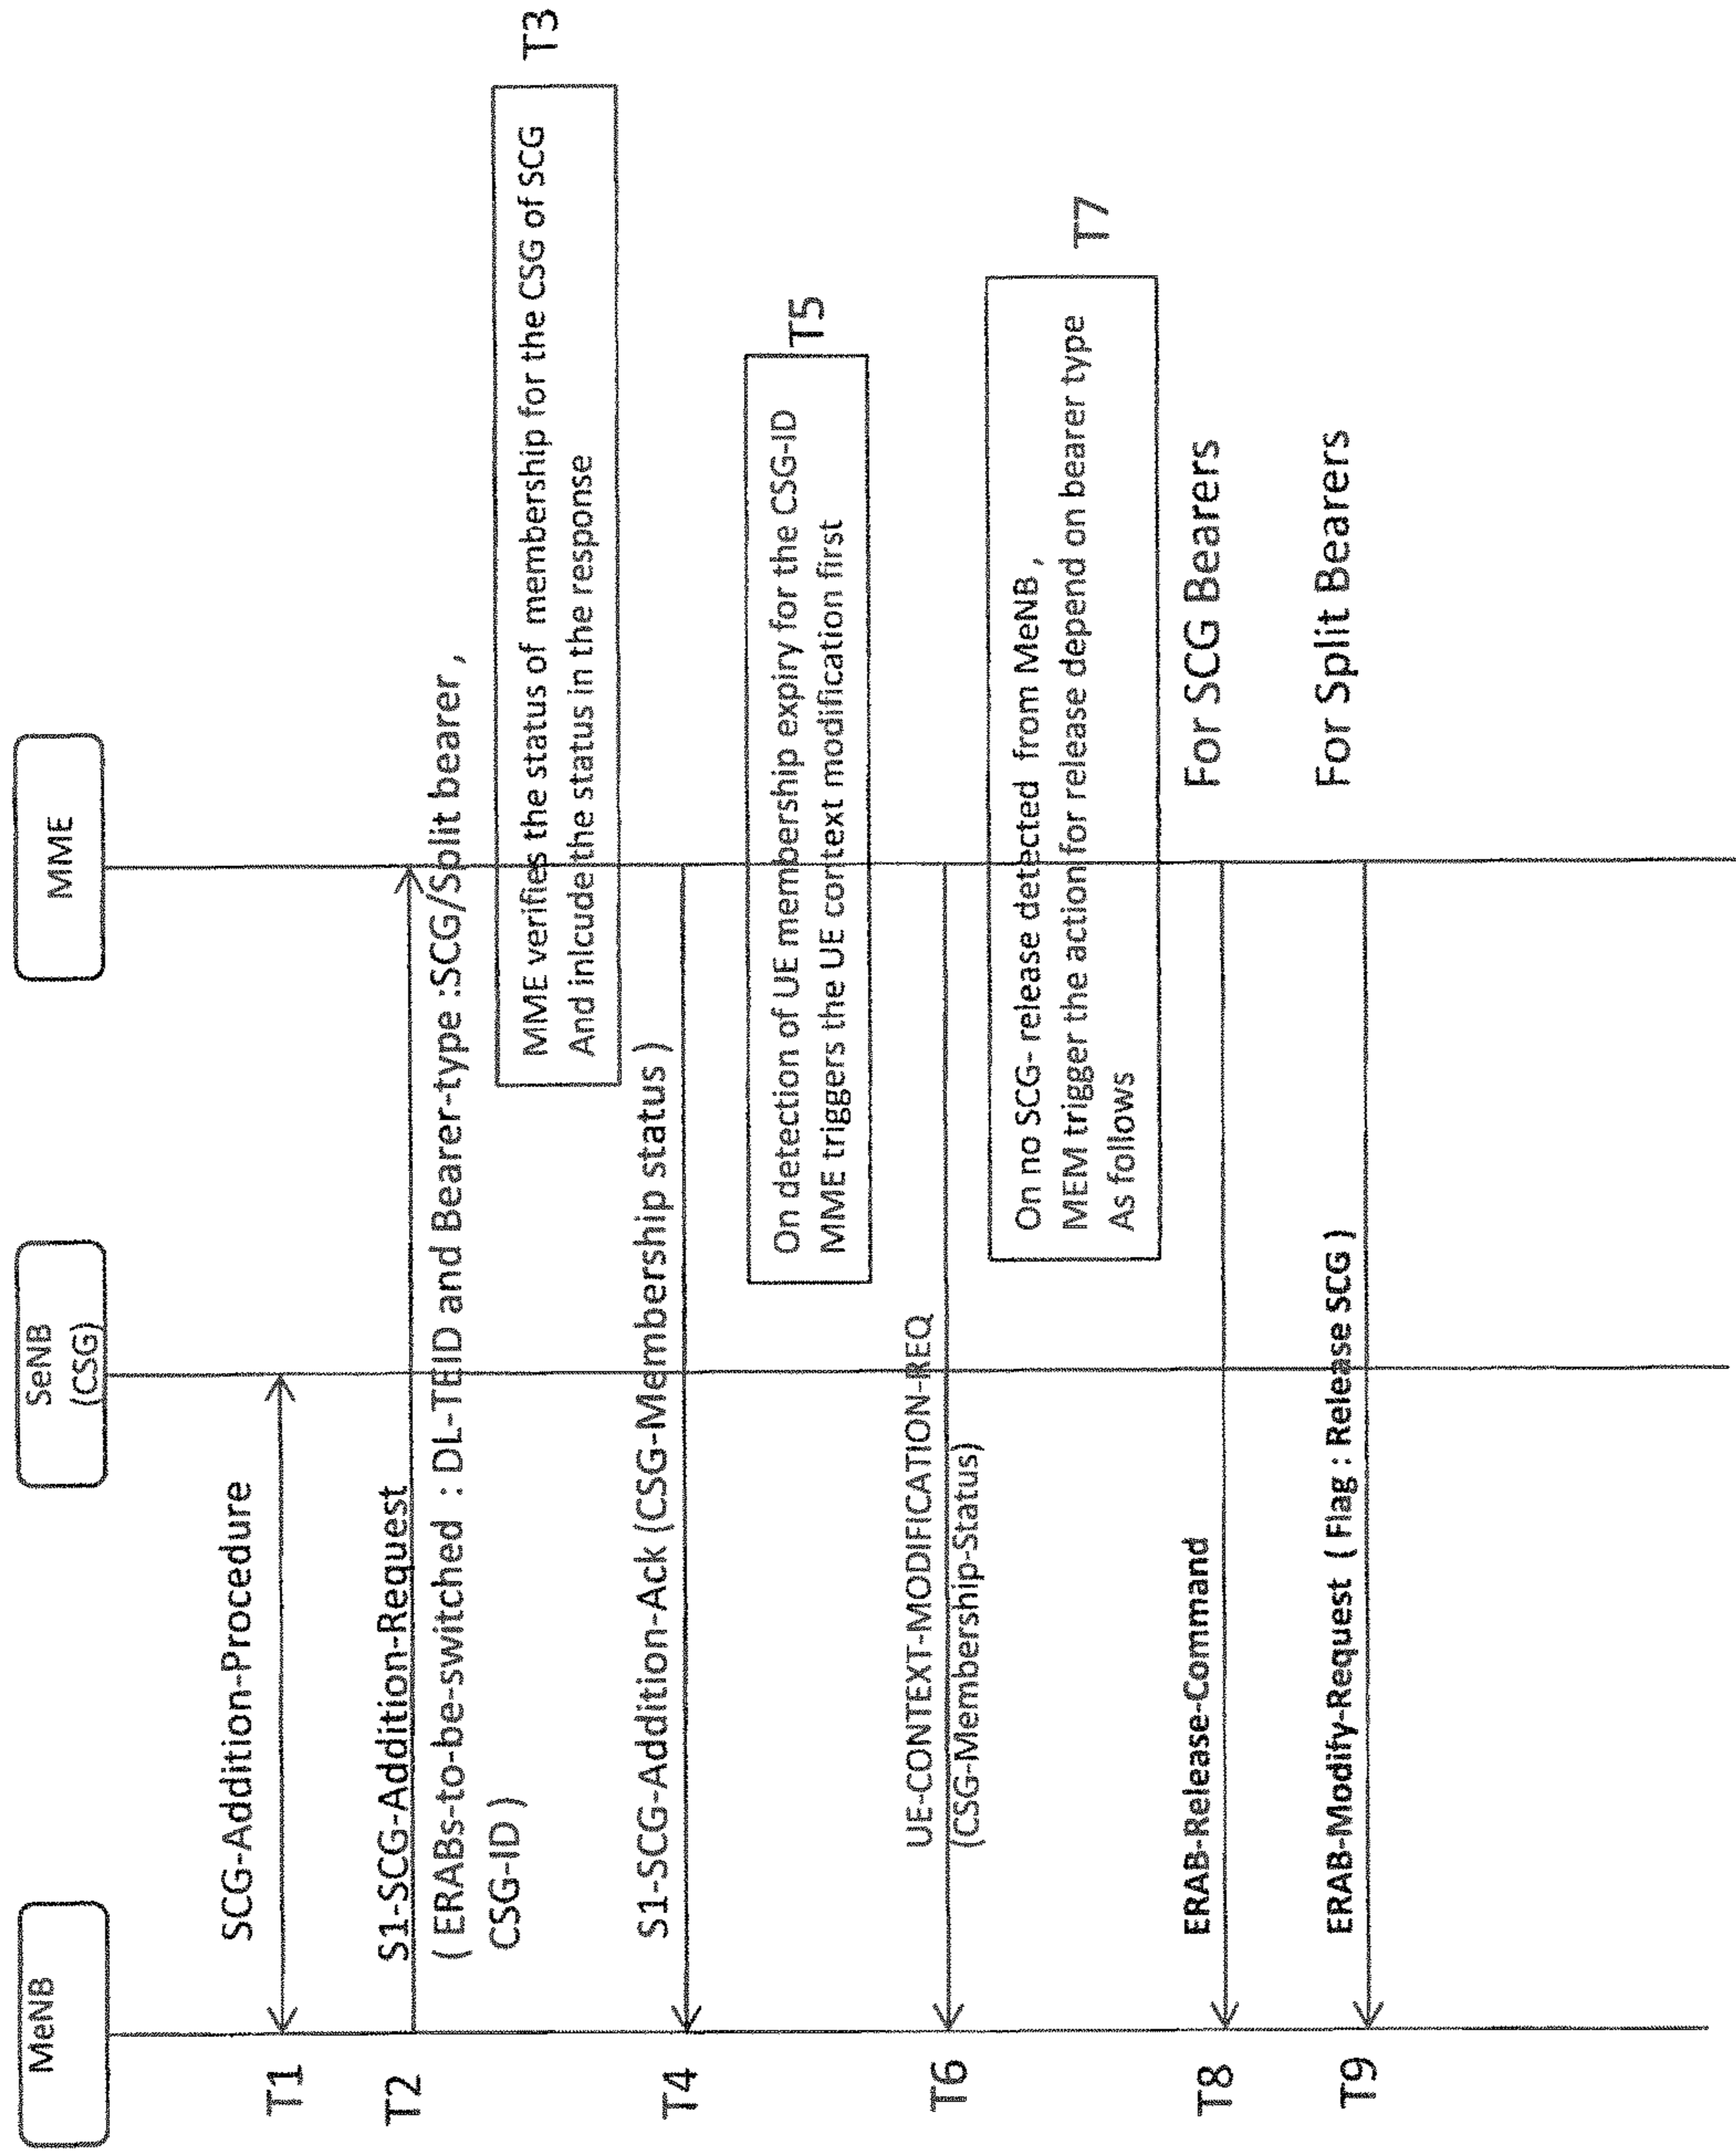 MeNB
SeNB
(CSG)
MME
T1
SCG-Addition-Procedure
T2
S1-SCG-Addition-Request
( ERABs-to-be-switched : DL-TEID and Bearer-type :SCG/Split bearer ,
CSG-ID )
MME verifies the status of membership for the CSG of SCG
And inlcude the status in the response
T3
T4
S1-SCG-Addition-Ack (CSG-Membership status )
On detection of UE membership expiry for the CSG-ID
MME triggers the UE context modification first
T5
T6
UE-CONTEXT-MODIFICATION-REQ
(CSG-Membership-Status)
On no SCG- release detected from MeNB ,
MEM trigger the action for release depend on bearer type
As follows
T7
T8
ERAB-Release-Command
For SCG Bearers
T9
ERAB-Modify-Request ( Flag : Release SCG )
For Split Bearers